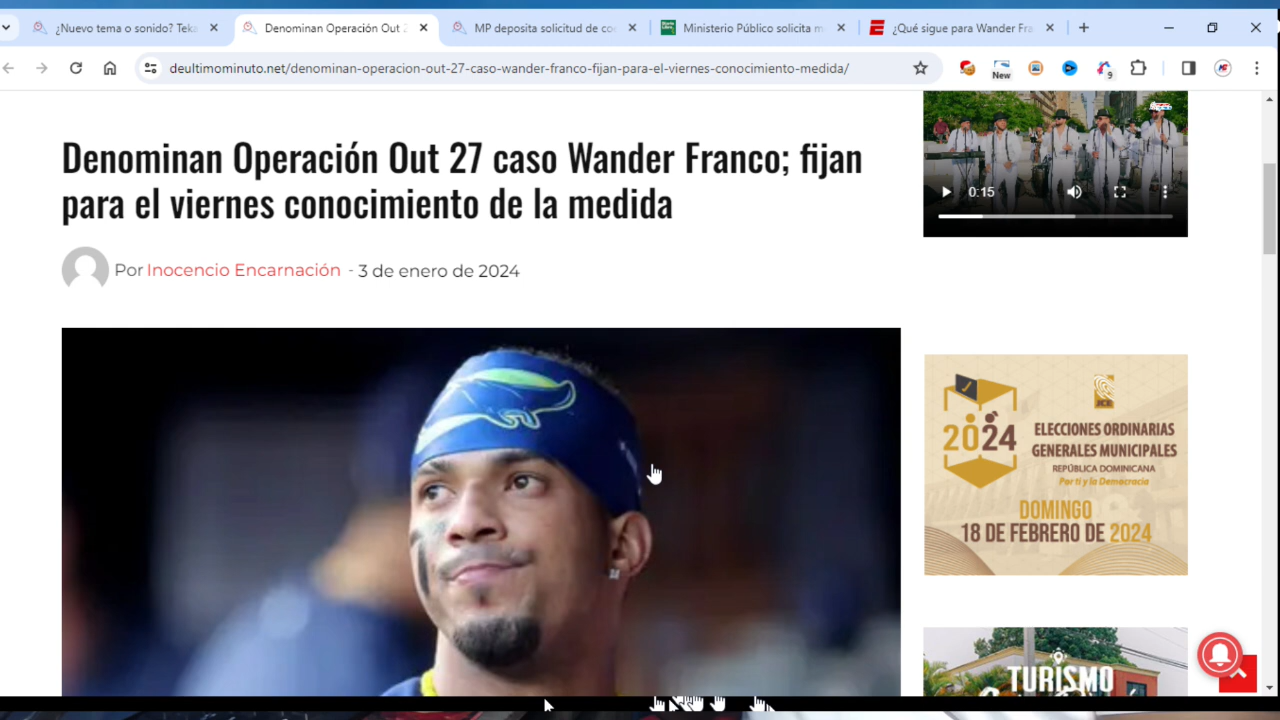 ¿Nuevo tema o sonido? Teka
Denominan Operación Out 2
MP deposita solicitud de co
Ministerio Público solicita m
¿Qué sigue para Wander Fra
deultimominuto.net/denominan-operacion-out-27-caso-wander-franco-fijan-para-el-viernes-conocimiento-medida/
New
9
Denominan Operación Out 27 caso Wander Franco; fijan
para el viernes conocimiento de la medida
Por Inocencio Encarnación - 3 de enero de 2024
0:15
2024
JCE
ELECCIONES ORDINARIAS
GENERALES MUNICIPALES
REPÚBLICA DOMINICANA
Por ti y la Democracia
DOMINGO
18 DE FEBRERO DE 2024
TURISMO